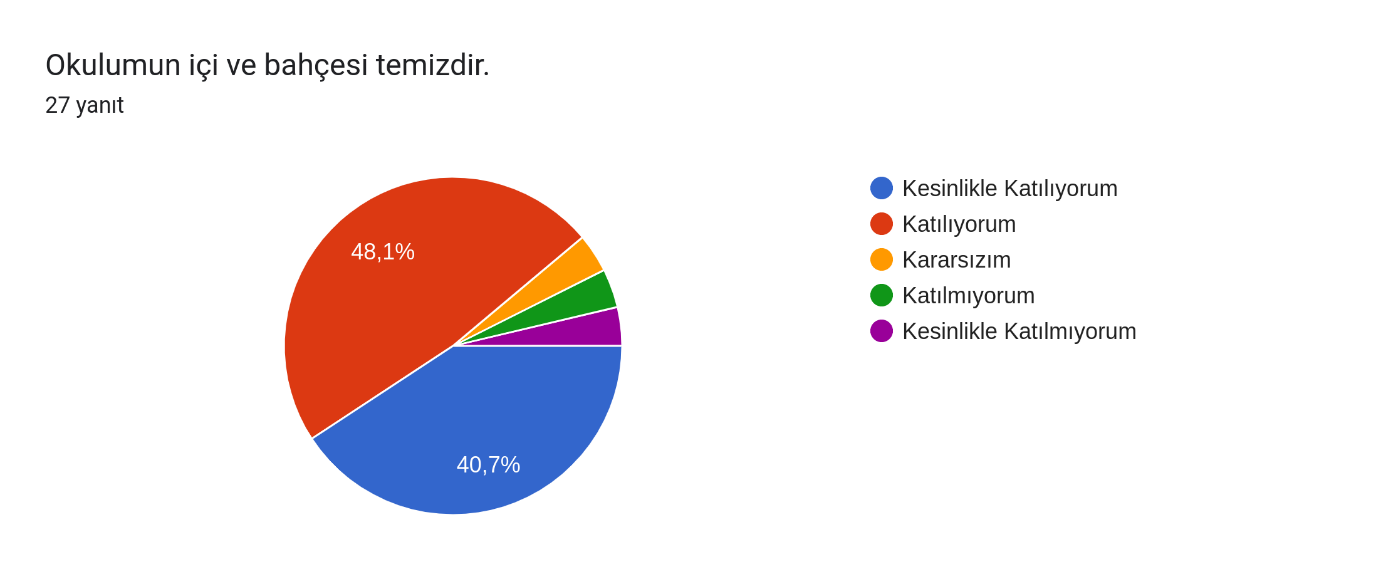 Okulumun içi ve bahçesi temizdir.
27 yanıt
48,1%
40,7%
Kesinlikle Katılıyorum
Katılıyorum
Kararsızım
Katılmıyorum
Kesinlikle Katılmıyorum